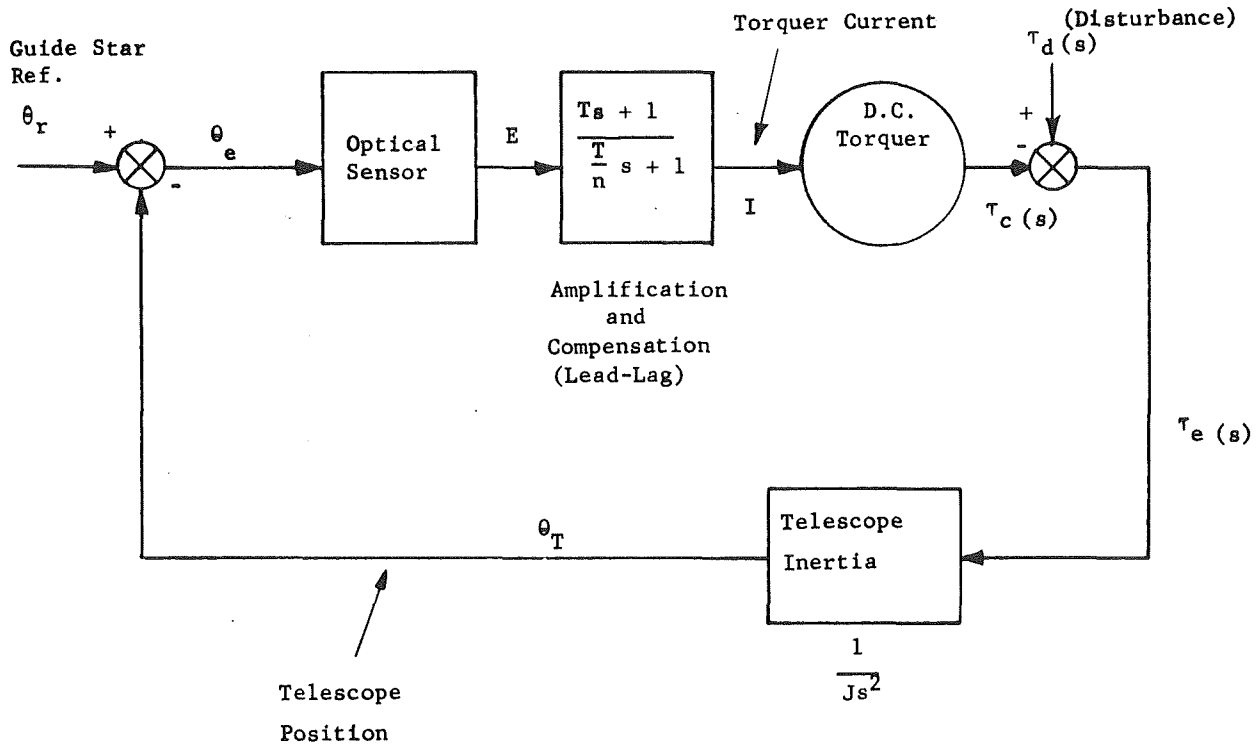 Guide Star
Ref.
θr
+
-
θe
Optical
Sensor
E
Ts + 1
T
n s + 1
Amplification
and
Compensation
(Lead-Lag)
Torquer Current
I
D.C.
Torquer
τc(s)
(Disturbance)
τd(s)
+
-
τe(s)
Telescope
Inertia
1
Js²
θT
Telescope
Position